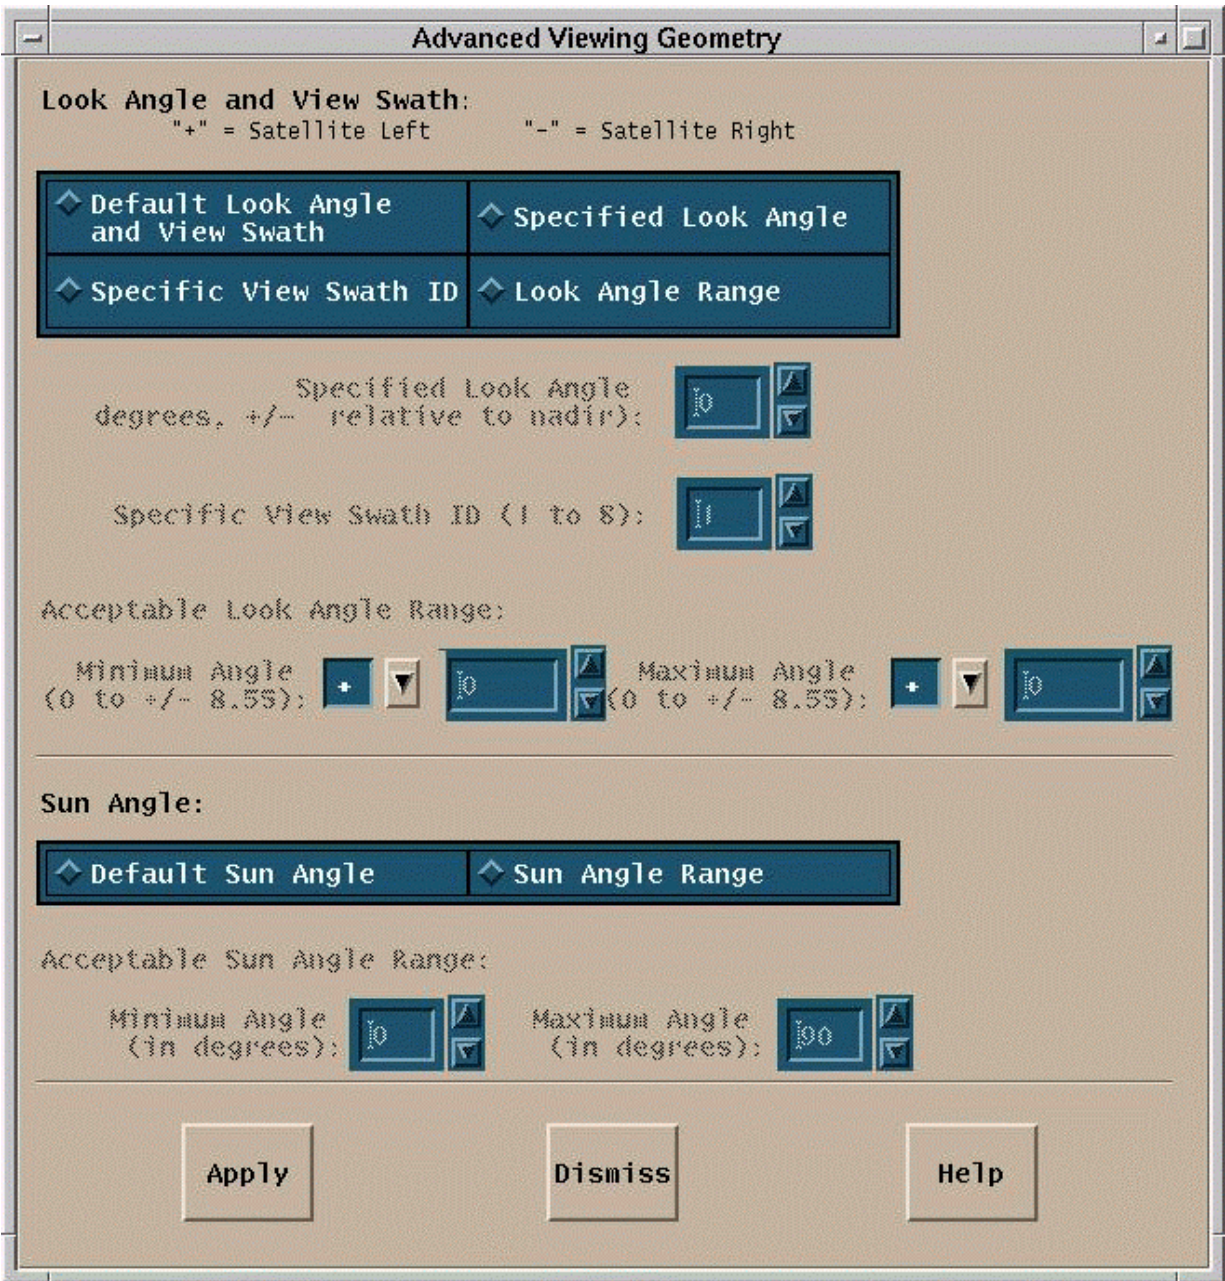 Advanced Viewing Geometry
Look Angle and View Swath:
"+" = Satellite Left "-" = Satellite Right
Default Look Angle
and View Swath
Specified Look Angle
Specific View Swath ID
Look Angle Range
Specified Look Angle
degrees, +/- relative to nadir):
0
Specific View Swath ID (1 to 8):
1
Acceptable Look Angle Range:
Minimum Angle
(0 to +/- 8.55):
+
0
Maximum Angle
(0 to +/- 8.55):
+
0
Sun Angle:
Default Sun Angle
Sun Angle Range
Acceptable Sun Angle Range:
Minimum Angle
(in degrees):
0
Maximum Angle
(in degrees):
90
Apply
Dismiss
Help